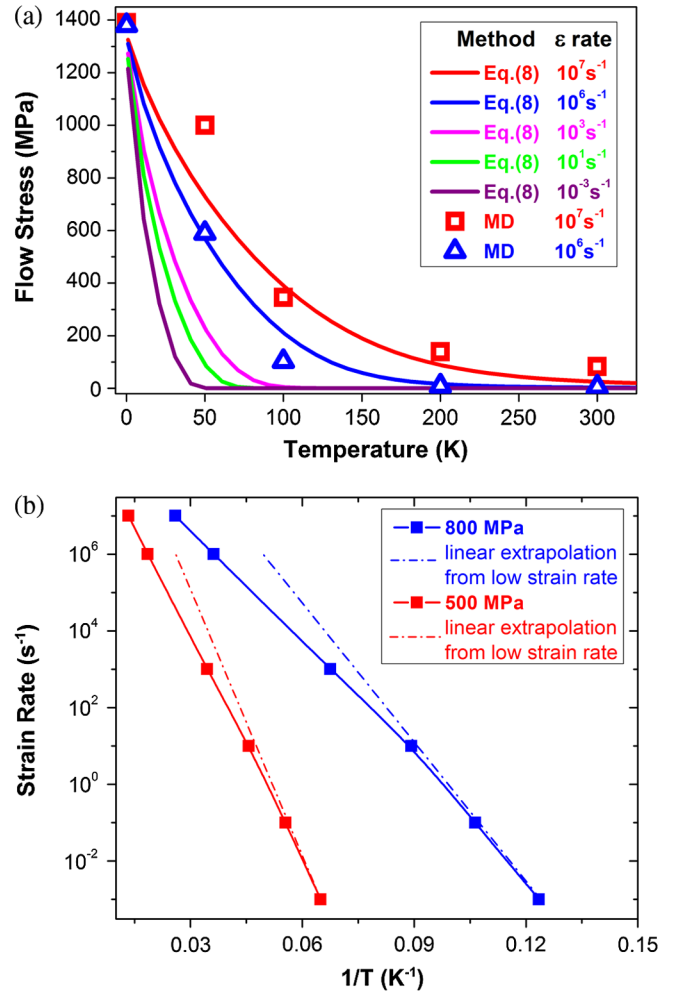 (a)
1400
1200
1000
800
600
400
200
0
Flow Stress (MPa)
Method ε rate
Eq.(8) 10⁷s⁻¹
Eq.(8) 10⁶s⁻¹
Eq.(8) 10³s⁻¹
Eq.(8) 10¹s⁻¹
Eq.(8) 10⁻³s⁻¹
MD 10⁷s⁻¹
MD 10⁶s⁻¹
0 50 100 150 200 250 300
Temperature (K)
(b)
10⁶
10⁴
10²
10⁰
10⁻²
Strain Rate (s⁻¹)
800 MPa
linear extrapolation
from low strain rate
500 MPa
linear extrapolation
from low strain rate
0.03 0.06 0.09 0.12 0.15
1/T (K⁻¹)